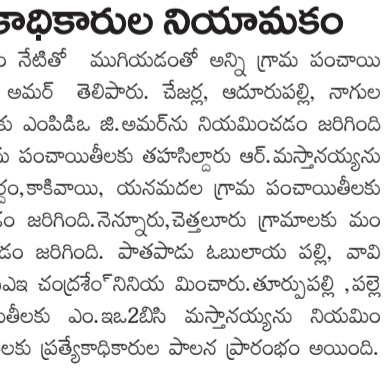 కాధికారుల నియామకం
నేటితో ముగియడంతో అన్ని గ్రామ పంచాయి
అమర్ తెలిపారు. చేజర్ల, ఆదూరుపల్లి, నాగుల
కు ఎంపిడిఒ జి.అమర్‌ను నియమించడం జరిగింది
పంచాయితీలకు తహసిల్దారు ఆర్.మస్తానయ్యను
ర్థం,కాకివాయి, యనమదల గ్రామ పంచాయితీలకు
డం జరిగింది.నెన్నూరు,చెత్తలూరు గ్రామాలకు మం
డం జరిగింది. పాతపాడు ఓబులాయ పల్లి, వావి
ఎఇ చంద్రశేం్‌నినియ మించారు.తూర్పుపల్లి ,పల్లె
యితీలకు ఎం.ఇఒ2బిసి మస్తానయ్యను నియమిం
లకు ప్రత్యేకాధికారుల పాలన ప్రారంభం అయింది.